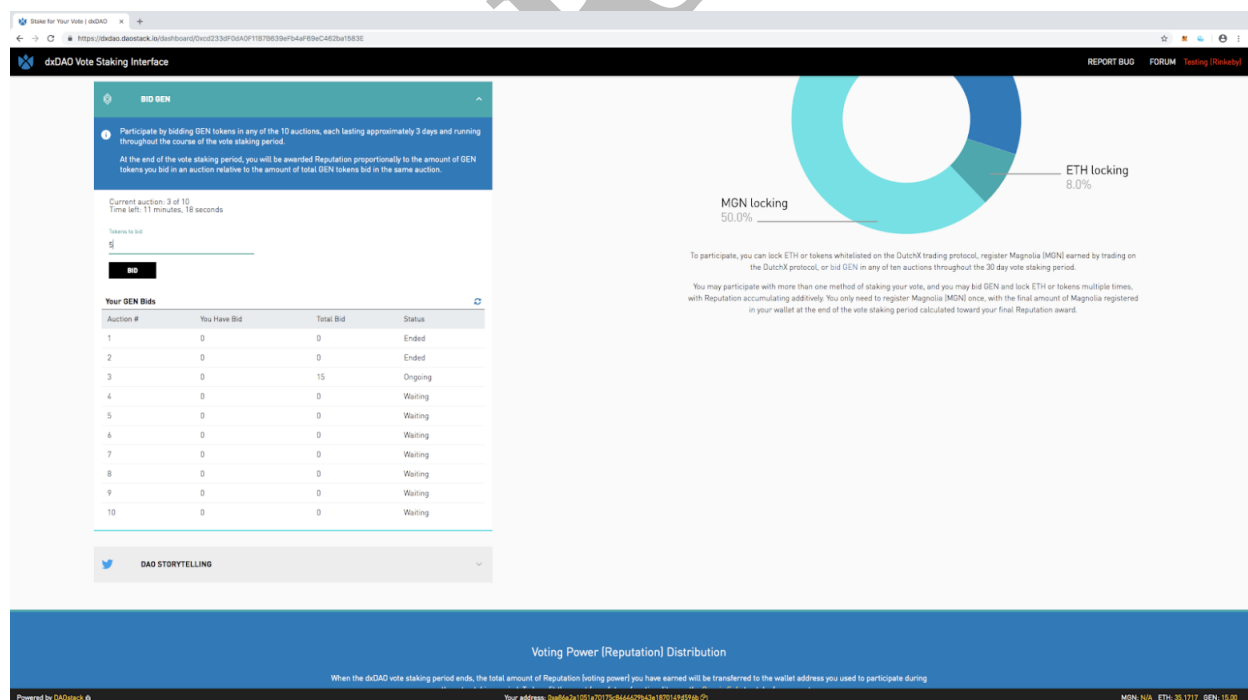 Stake for Your Vote | dxDAO
https://dxdao.daostack.io/dashboard/0xcd233dF0dA0F11878639eFb4aF69eC462ba1583E
dxDAO Vote Staking Interface
REPORT BUG FORUM Testing (Rinkeby)
BID GEN
Participate by bidding GEN tokens in any of the 10 auctions, each lasting approximately 3 days and running
throughout the course of the vote staking period.
At the end of the vote staking period, you will be awarded Reputation proportionally to the amount of GEN
tokens you bid in an auction relative to the amount of total GEN tokens bid in the same auction.
Current auction: 3 of 10
Time left: 11 minutes, 18 seconds
Tokens to bid
5
BID
Your GEN Bids
Auction # You Have Bid Total Bid Status
1 0 0 Ended
2 0 0 Ended
3 0 15 Ongoing
4 0 0 Waiting
5 0 0 Waiting
6 0 0 Waiting
7 0 0 Waiting
8 0 0 Waiting
9 0 0 Waiting
10 0 0 Waiting
DAO STORYTELLING
ETH locking
8.0%
MGN locking
50.0%
To participate, you can lock ETH or tokens whitelisted on the DutchX trading protocol, register Magnolia (MGN) earned by trading on
the DutchX protocol, or bid GEN in any of ten auctions throughout the 30 day vote staking period.
You may participate with more than one method of staking your vote, and you may bid GEN and lock ETH or tokens multiple times,
with Reputation accumulating additively. You only need to register Magnolia (MGN) once, with the final amount of Magnolia registered
in your wallet at the end of the vote staking period calculated toward your final Reputation award.
Voting Power (Reputation) Distribution
When the dxDAO vote staking period ends, the total amount of Reputation (voting power) you have earned will be transferred to the wallet address you used to participate during
Powered by DAOstack
Your address: 0xa86e2a1051a70175c8464629b43e1870149d596b
MGN: N/A ETH: 35.1717 GEN: 15.00